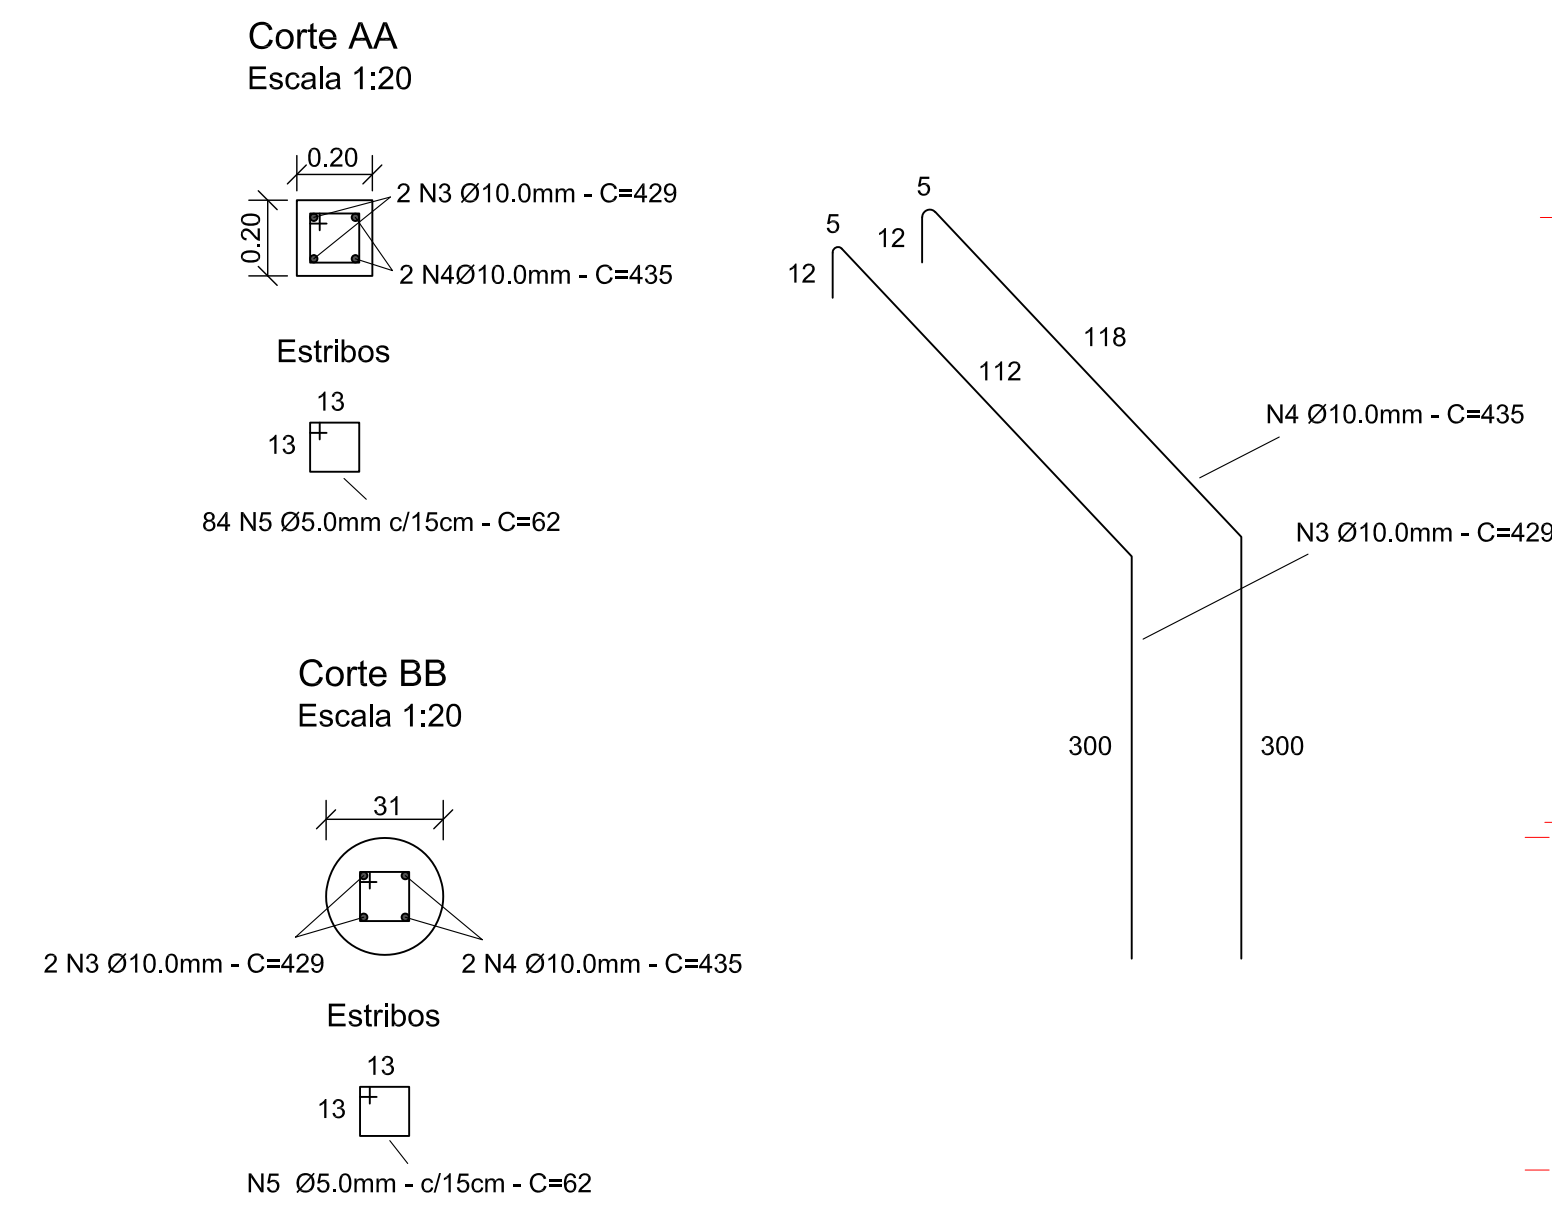 Corte AA
Escala 1:20
0.20
0.20
2 N3 Ø10.0mm - C=429
2 N4Ø10.0mm - C=435
Estribos
13
13
84 N5 Ø5.0mm c/15cm - C=62
Corte BB
Escala 1:20
31
2 N3 Ø10.0mm - C=429
2 N4 Ø10.0mm - C=435
Estribos
13
13
N5 Ø5.0mm - c/15cm - C=62
5
5
12
12
118
112
N4 Ø10.0mm - C=435
N3 Ø10.0mm - C=429
300
300